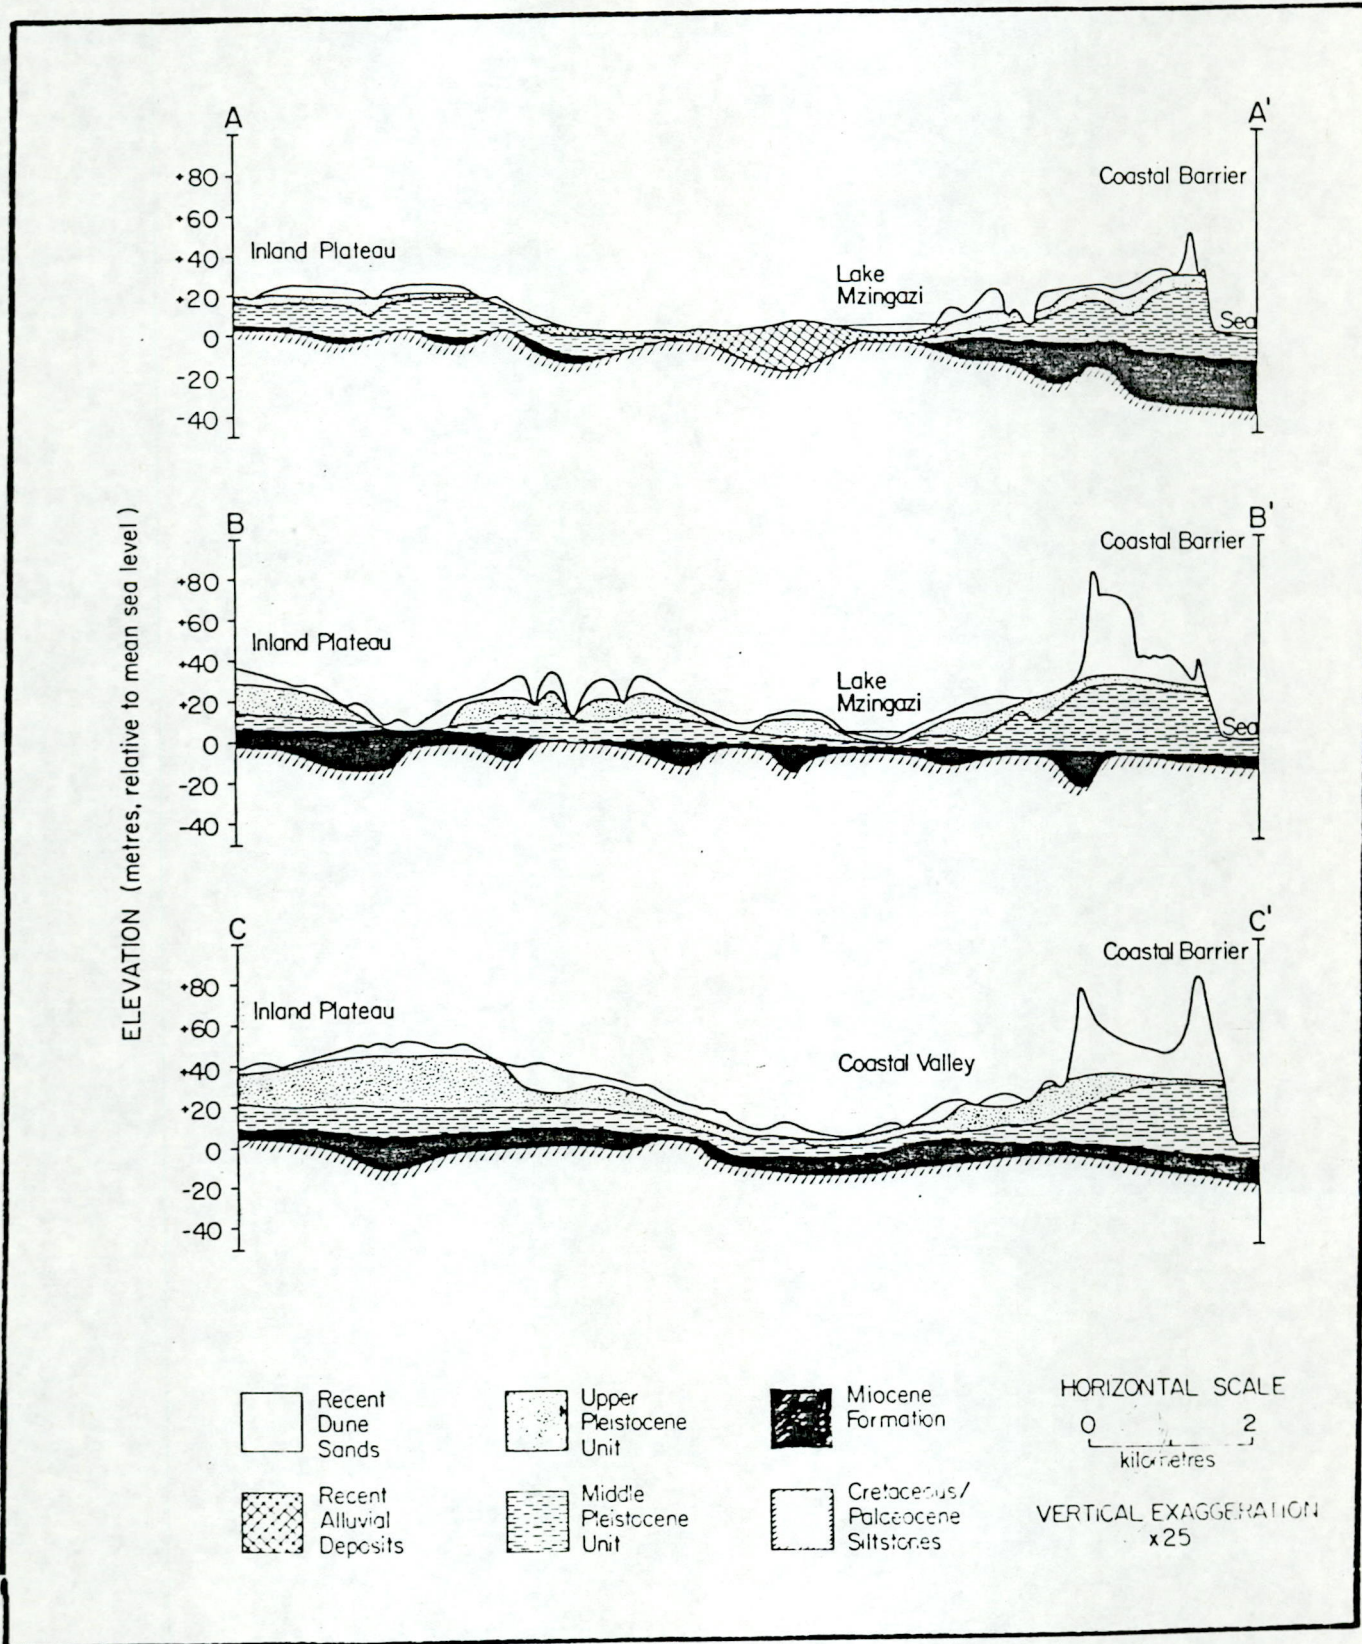 A
A'
Coastal Barrier
+80
+60
+40
+20
0
-20
-40
Inland Plateau
Lake
Mzingazi
Sea
ELEVATION (metres, relative to mean sea level)
B
B'
Coastal Barrier
+80
+60
+40
+20
0
-20
-40
Inland Plateau
Lake
Mzingazi
Sea
C
C'
Coastal Barrier
+80
+60
+40
+20
0
-20
-40
Inland Plateau
Coastal Valley
Recent
Dune
Sands
Upper
Pleistocene
Unit
Miocene
Formation
HORIZONTAL SCALE
0 2
kilometres
Recent
Alluvial
Deposits
Middle
Pleistocene
Unit
Cretaceous/
Palaeocene
Siltstones
VERTICAL EXAGGERATION
x25